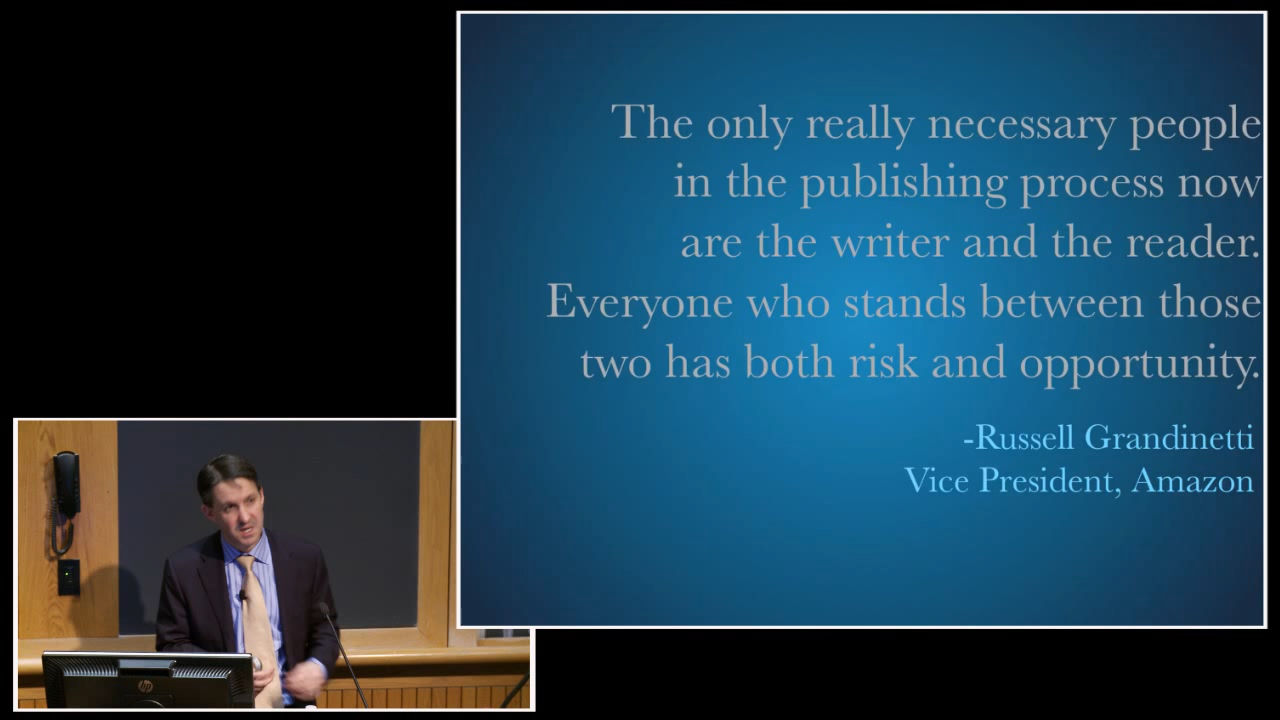 The only really necessary people
in the publishing process now
are the writer and the reader.
Everyone who stands between those
two has both risk and opportunity.
-Russell Grandinetti
Vice President, Amazon
hp